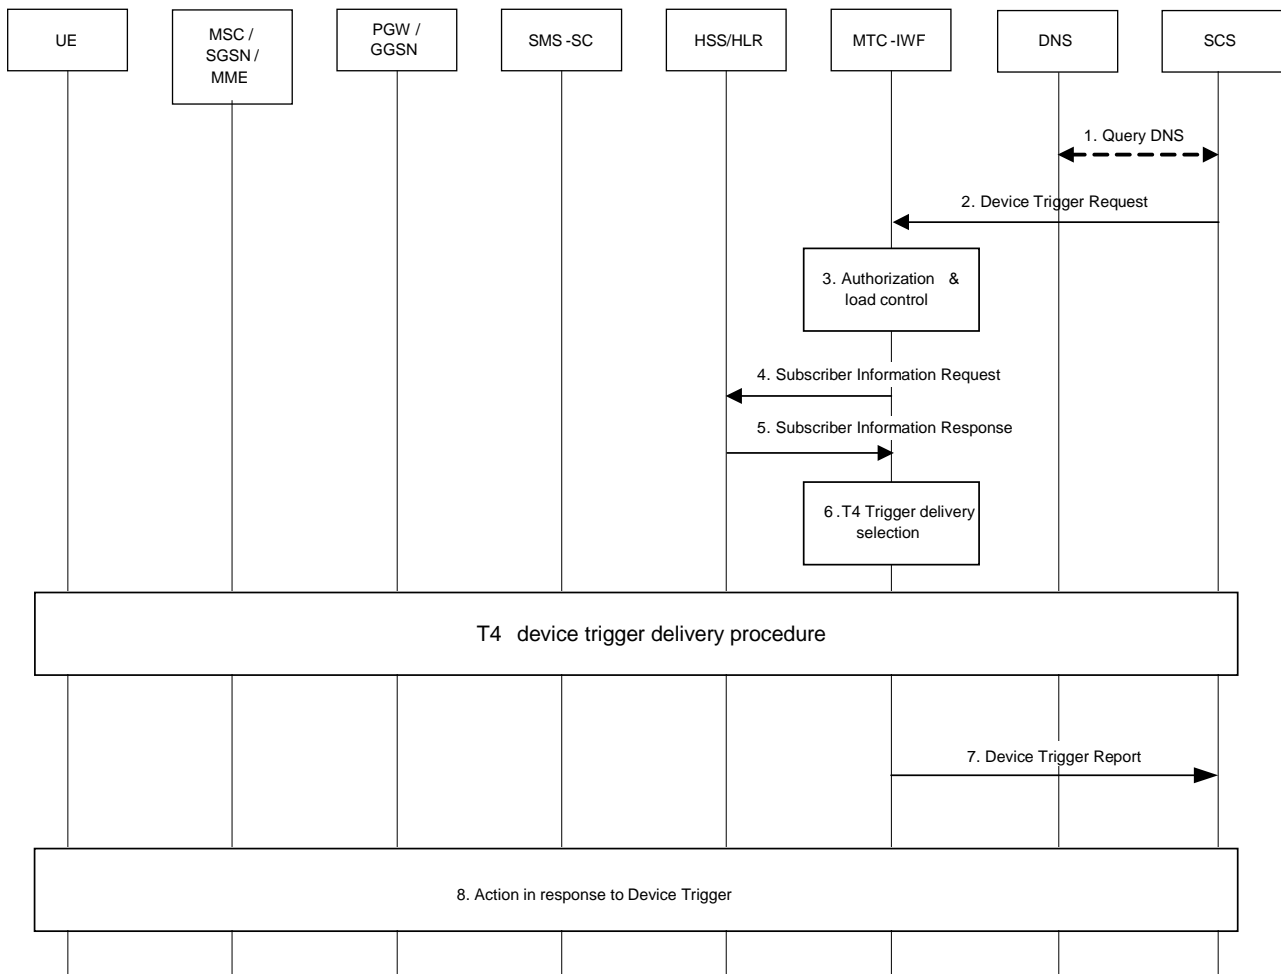 UE
MSC /
SGSN /
MME
PGW /
GGSN
SMS -SC
HSS/HLR
MTC -IWF
DNS
SCS
1. Query DNS
2. Device Trigger Request
3. Authorization &
load control
4. Subscriber Information Request
5. Subscriber Information Response
6 .T4 Trigger delivery
selection
T4 device trigger delivery procedure
7. Device Trigger Report
8. Action in response to Device Trigger